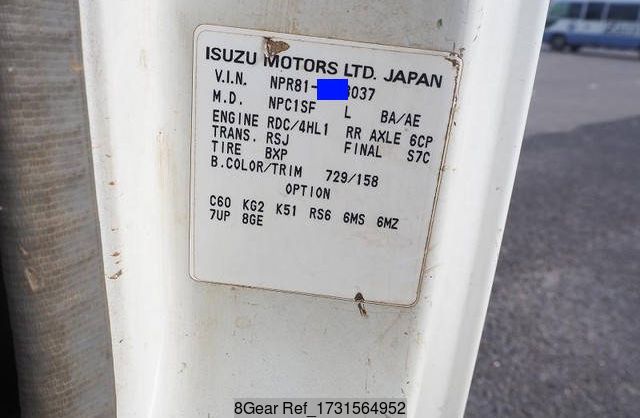 ISUZU MOTORS LTD. JAPAN
V.I.N. NPR81- 037
M.D. NPC1SF L BA/AE
ENGINE RDC/4HL1 RR AXLE 6CP
TRANS. RSJ FINAL S7C
TIRE BXP
B.COLOR/TRIM 729/158
OPTION
C60 KG2 K51 RS6 6MS 6MZ
7UP 8GE
8Gear Ref_1731564952